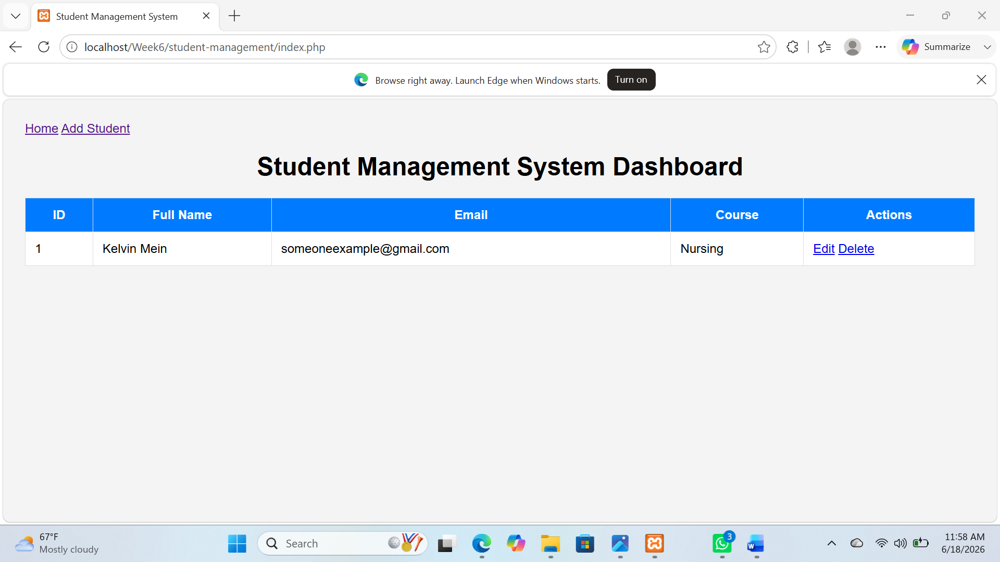 Student Management System
localhost/Week6/student-management/index.php
Summarize
Browse right away. Launch Edge when Windows starts. Turn on
Home Add Student
Student Management System Dashboard
ID Full Name Email Course Actions
1 Kelvin Mein someoneexample@gmail.com Nursing Edit Delete
67°F
Mostly cloudy
Search
3
W
11:58 AM
6/18/2026